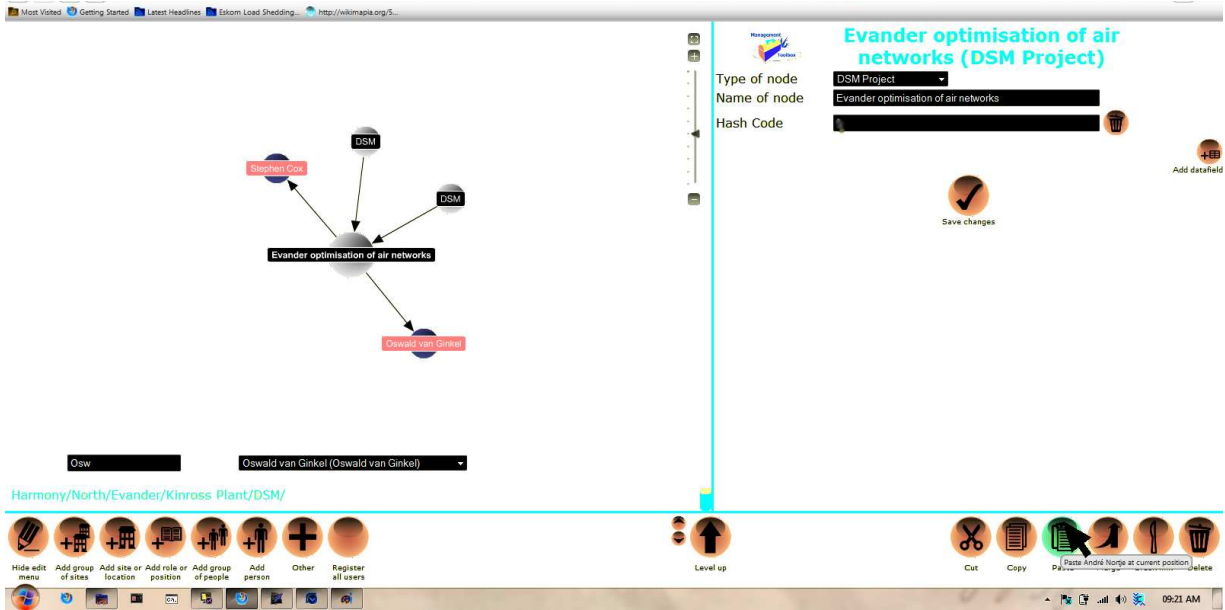 Most Visited Getting Started Latest Headlines Eskom Load Shedding... http://wikimapia.org/5...
Management
Toolbox
Evander optimisation of air
networks (DSM Project)
Type of node DSM Project
Name of node Evander optimisation of air networks
Hash Code
Add datafield
Save changes
DSM
Stephen Cox
DSM
Evander optimisation of air networks
Oswald van Ginkel
Osw Oswald van Ginkel (Oswald van Ginkel)
Harmony/North/Evander/Kinross Plant/DSM/
Hide edit menu
Add group of sites
Add site or location
Add role or position
Add group of people
Add person
Other
Register all users
Level up
Cut
Copy
Paste
Delete
Paste André Nortje at current position
09:21 AM